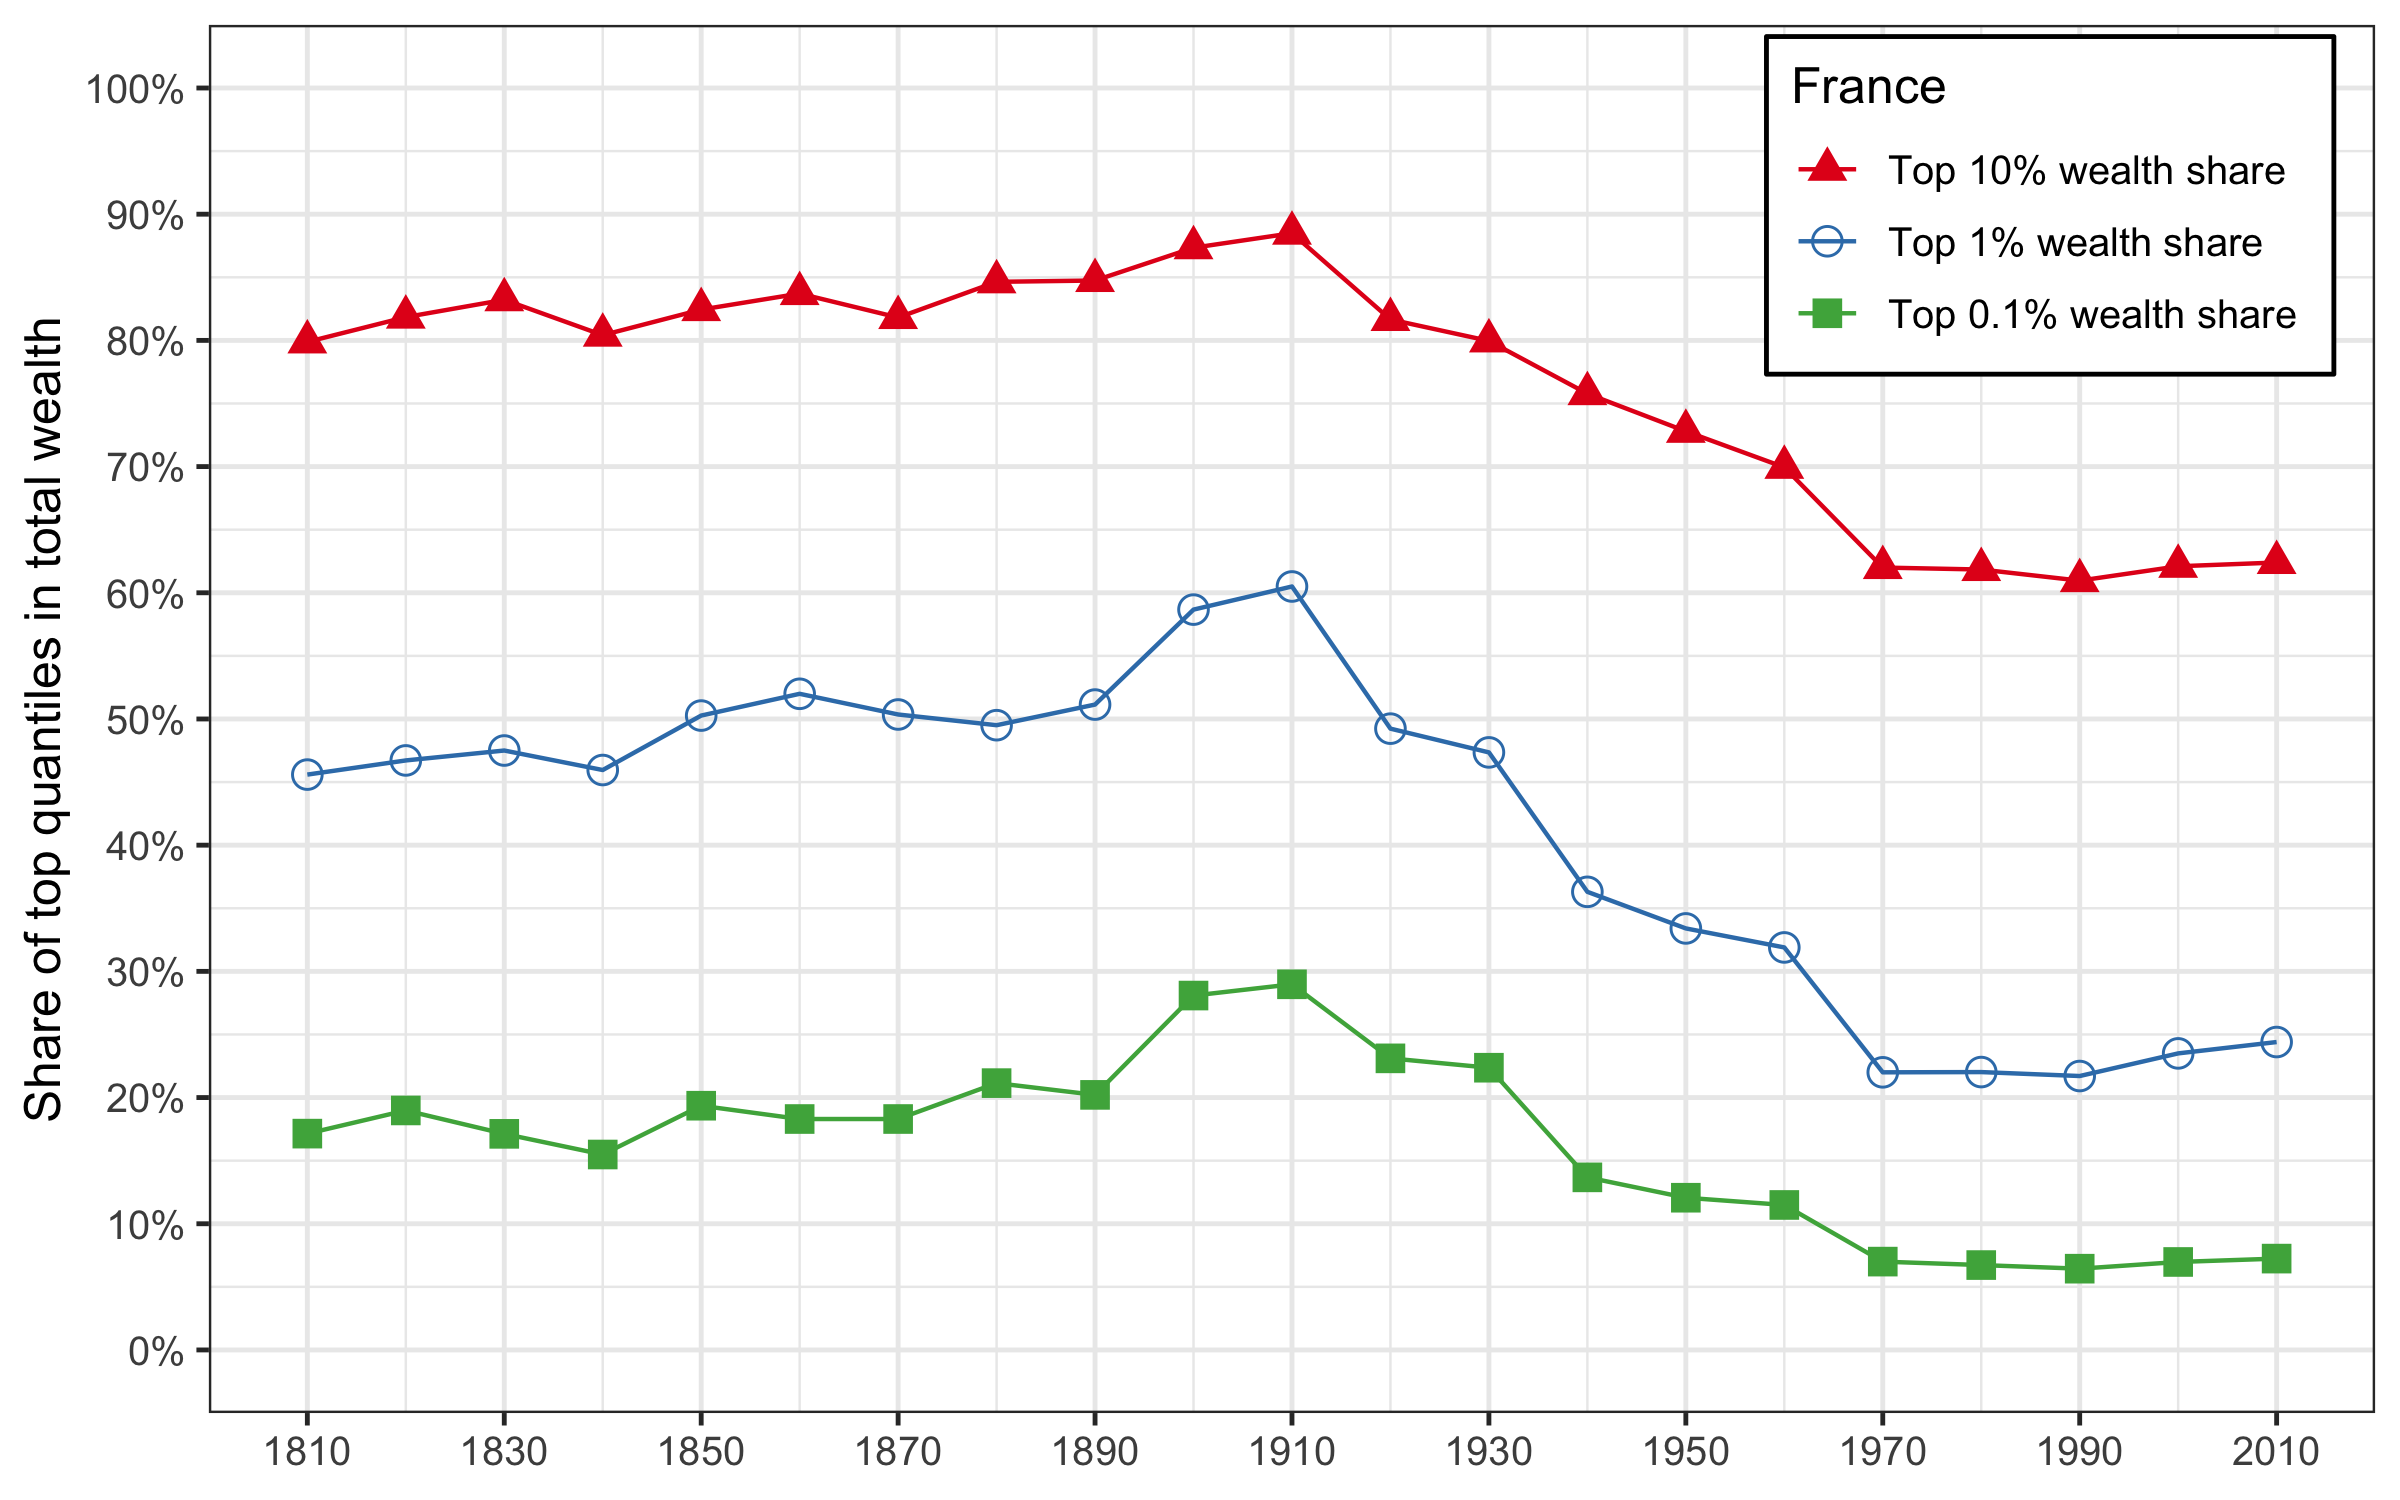 Share of top quantiles in total wealth
100%
90%
80%
70%
60%
50%
40%
30%
20%
10%
0%
France
Top 10% wealth share
Top 1% wealth share
Top 0.1% wealth share
1810 1830 1850 1870 1890 1910 1930 1950 1970 1990 2010